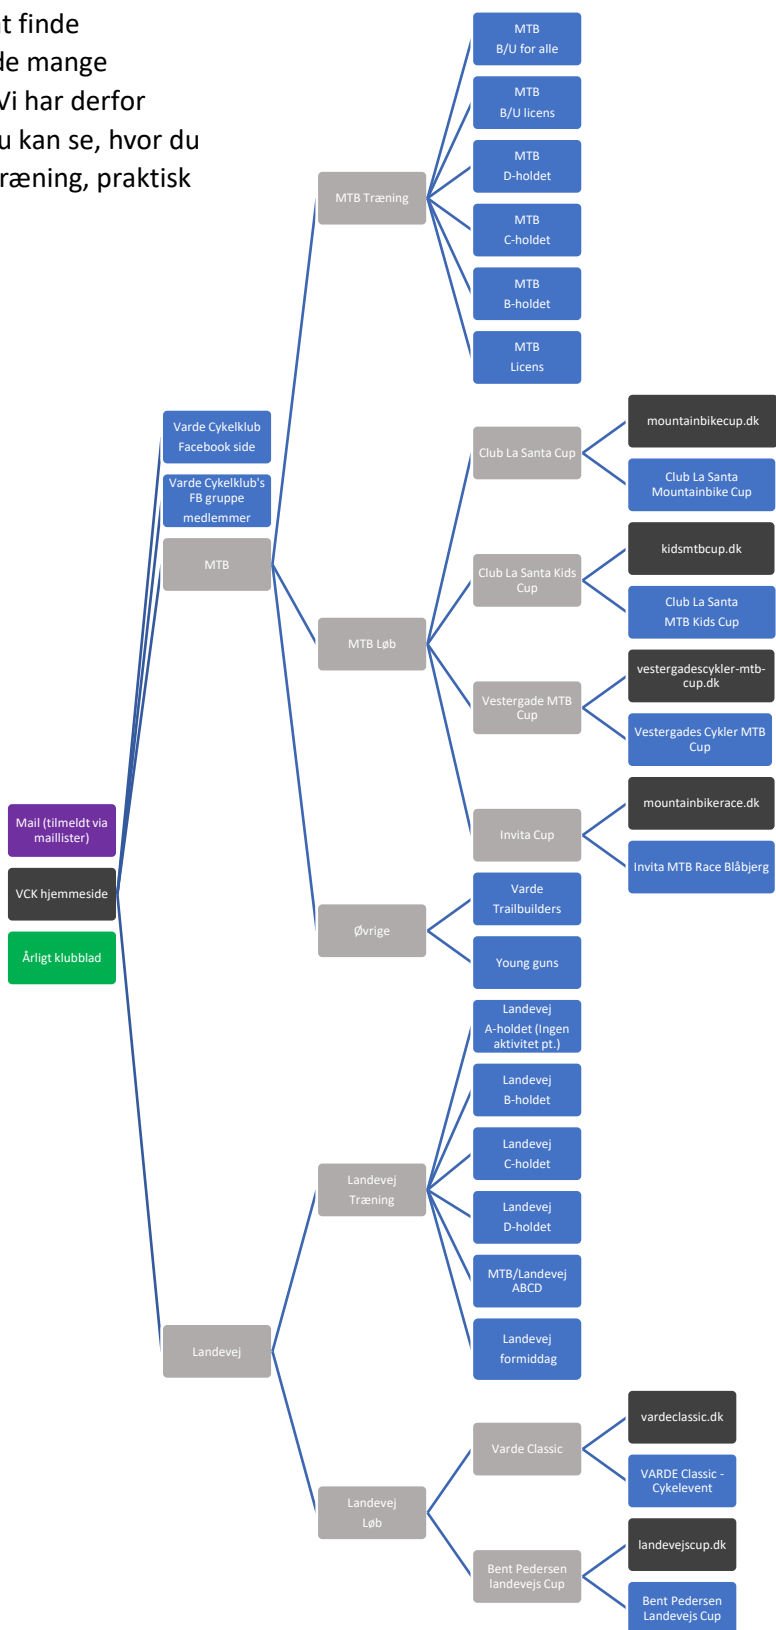 t finde
de mange
Vi har derfor
u kan se, hvor du
ræning, praktisk
MTB
B/U for alle
MTB
B/U licens
MTB
D-holdet
MTB Træning
MTB
C-holdet
MTB
B-holdet
MTB
Licens
Varde Cykelklub
Facebook side
Varde Cykelklub's
FB gruppe
medlemmer
MTB
Club La Santa Cup
mountainbikecup.dk
Club La Santa
Mountainbike Cup
Club La Santa Kids
Cup
kidsmtbcup.dk
Club La Santa
MTB Kids Cup
MTB Løb
Vestergade MTB
Cup
vestergadescykler-mtb-
cup.dk
Vestergades Cykler MTB
Cup
Invita Cup
mountainbikerace.dk
Invita MTB Race Blåbjerg
Mail (tilmeldt via
maillister)
VCK hjemmeside
Årligt klubblad
Øvrige
Varde
Trailbuilders
Young guns
Landevej
A-holdet (Ingen
aktivitet pt.)
Landevej
B-holdet
Landevej
C-holdet
Landevej
Træning
Landevej
D-holdet
MTB/Landevej
ABCD
Landevej
formiddag
Landevej
Varde Classic
vardeclassic.dk
VARDE Classic -
Cykelevent
Landevej
Løb
Bent Pedersen
landevejs Cup
landevejscup.dk
Bent Pedersen
Landevejs Cup